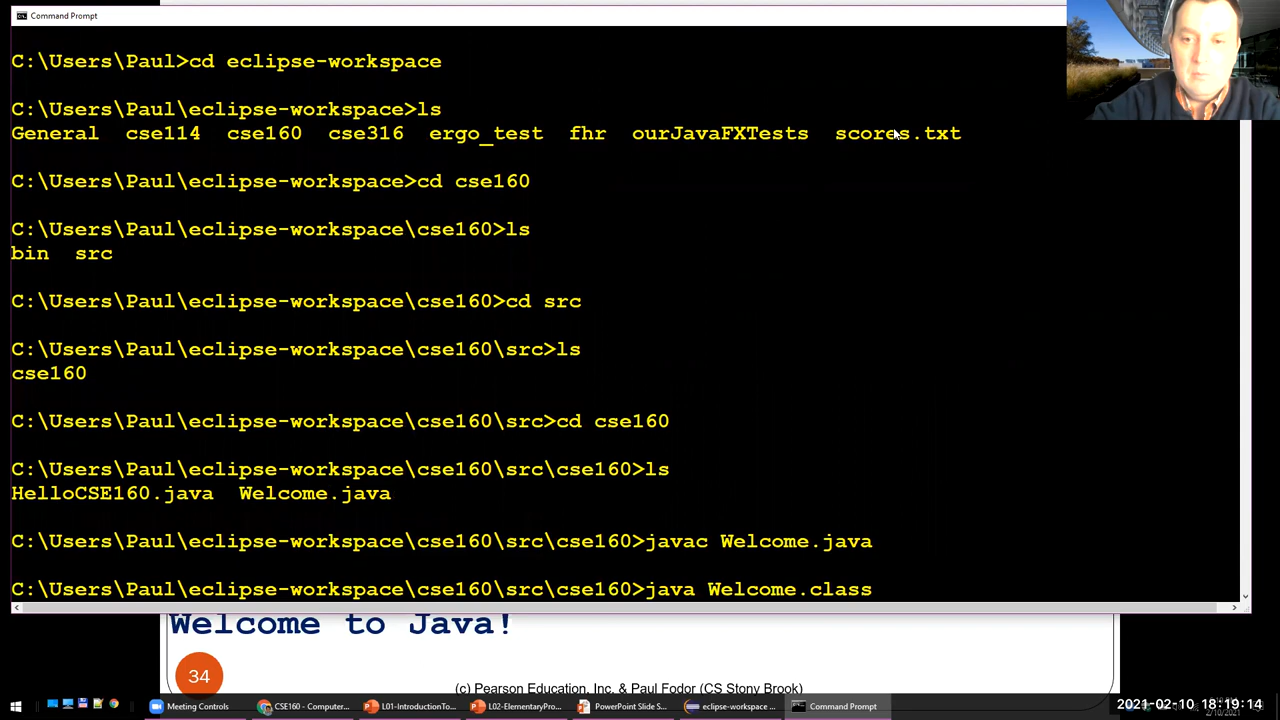 Command Prompt
C:\Users\Paul>cd eclipse-workspace
C:\Users\Paul\eclipse-workspace>ls
General cse114 cse160 cse316 ergo_test fhr ourJavaFXTests scores.txt
C:\Users\Paul\eclipse-workspace>cd cse160
C:\Users\Paul\eclipse-workspace\cse160>ls
bin src
C:\Users\Paul\eclipse-workspace\cse160>cd src
C:\Users\Paul\eclipse-workspace\cse160\src>ls
cse160
C:\Users\Paul\eclipse-workspace\cse160\src>cd cse160
C:\Users\Paul\eclipse-workspace\cse160\src\cse160>ls
HelloCSE160.java Welcome.java
C:\Users\Paul\eclipse-workspace\cse160\src\cse160>javac Welcome.java
C:\Users\Paul\eclipse-workspace\cse160\src\cse160>java Welcome.class
Welcome to Java!
34
(c) Pearson Education, Inc. & Paul Fodor (CS Stony Brook)
Meeting Controls CSE160 - Computer... L01-IntroductionTo... L02-ElementaryPro... PowerPoint Slide S... eclipse-workspace ... Command Prompt 2021-02-10 18:19:14